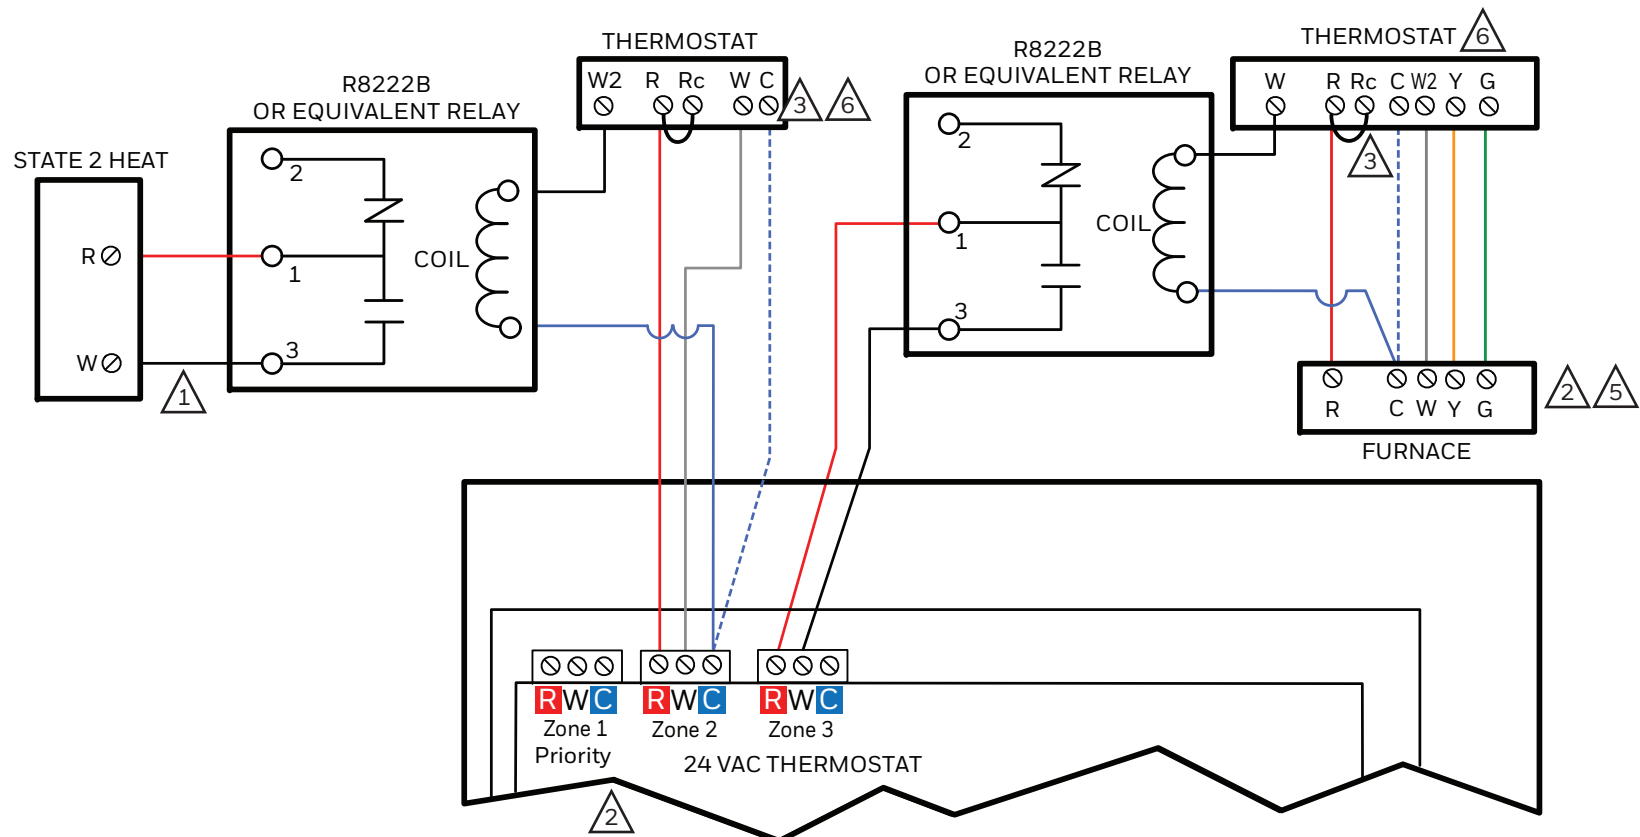 THERMOSTAT
W2 R Rc W C
3 6
R8222B
OR EQUIVALENT RELAY
2
1
3
COIL
STATE 2 HEAT
R
W
1
R8222B
OR EQUIVALENT RELAY
2
1
3
COIL
THERMOSTAT 6
W R Rc C W2 Y G
3
R C W Y G
2 5
FURNACE
R W C R W C R W C
Zone 1 Zone 2 Zone 3
Priority
24 VAC THERMOSTAT
2